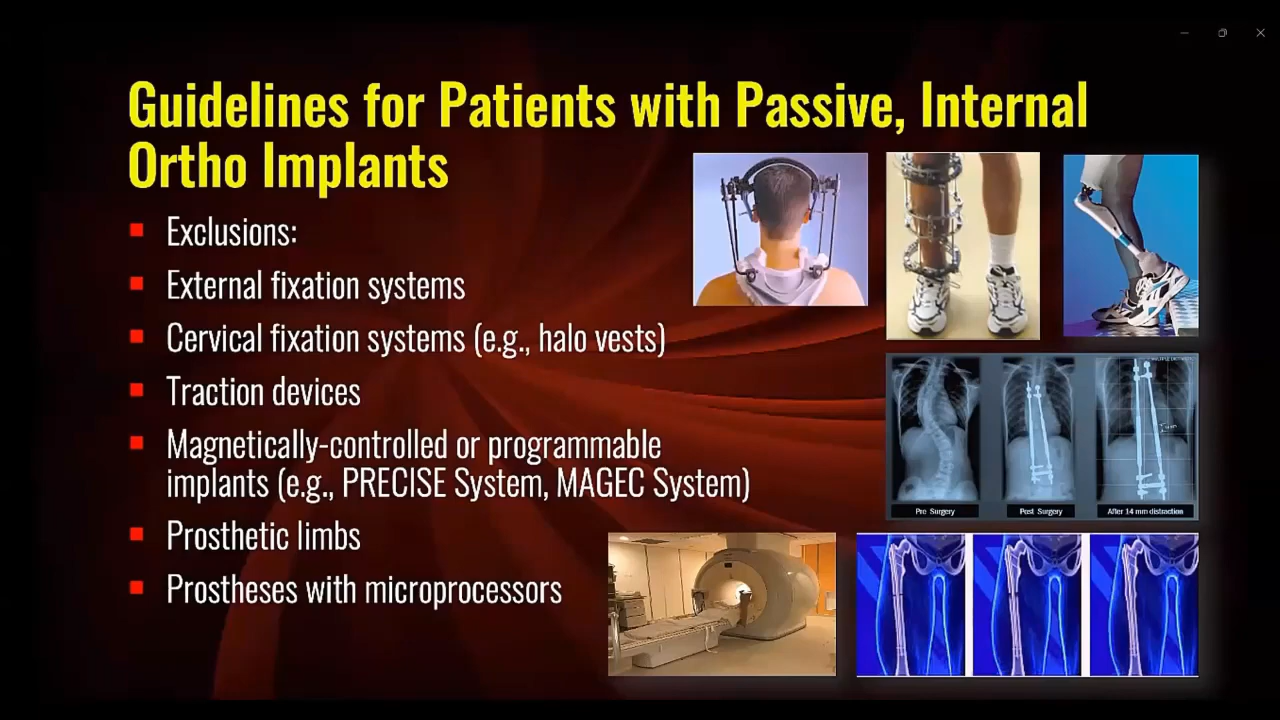 Guidelines for Patients with Passive, Internal
Ortho Implants
Exclusions:
External fixation systems
Cervical fixation systems (e.g., halo vests)
Traction devices
Magnetically-controlled or programmable
implants (e.g., PRECISE System, MAGEC System)
Prosthetic limbs
Prostheses with microprocessors
Pre Surgery
Post Surgery
After 14 mm distraction